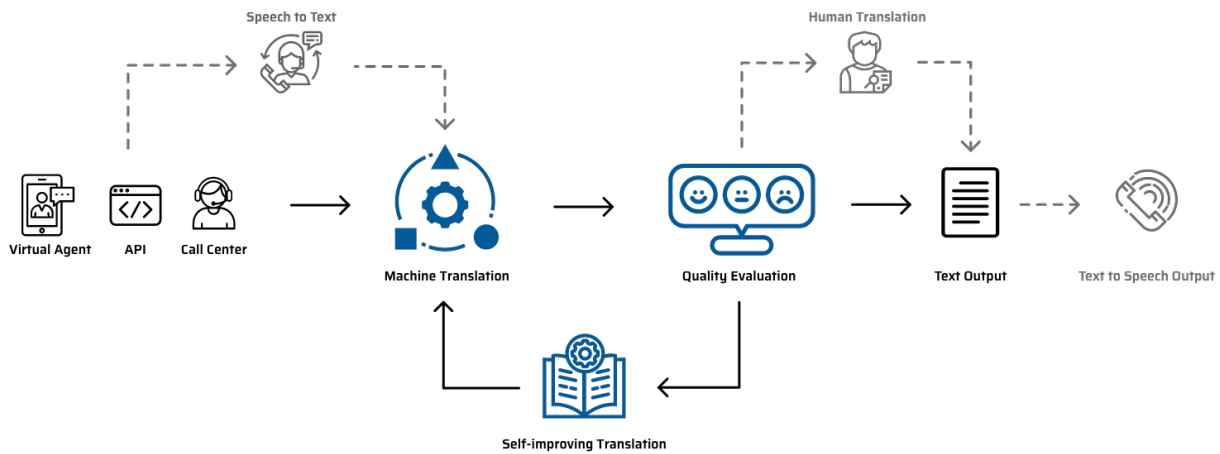 Speech to Text
Human Translation
</>
Virtual Agent
API
Call Center
Machine Translation
Quality Evaluation
Text Output
Text to Speech Output
Self-improving Translation